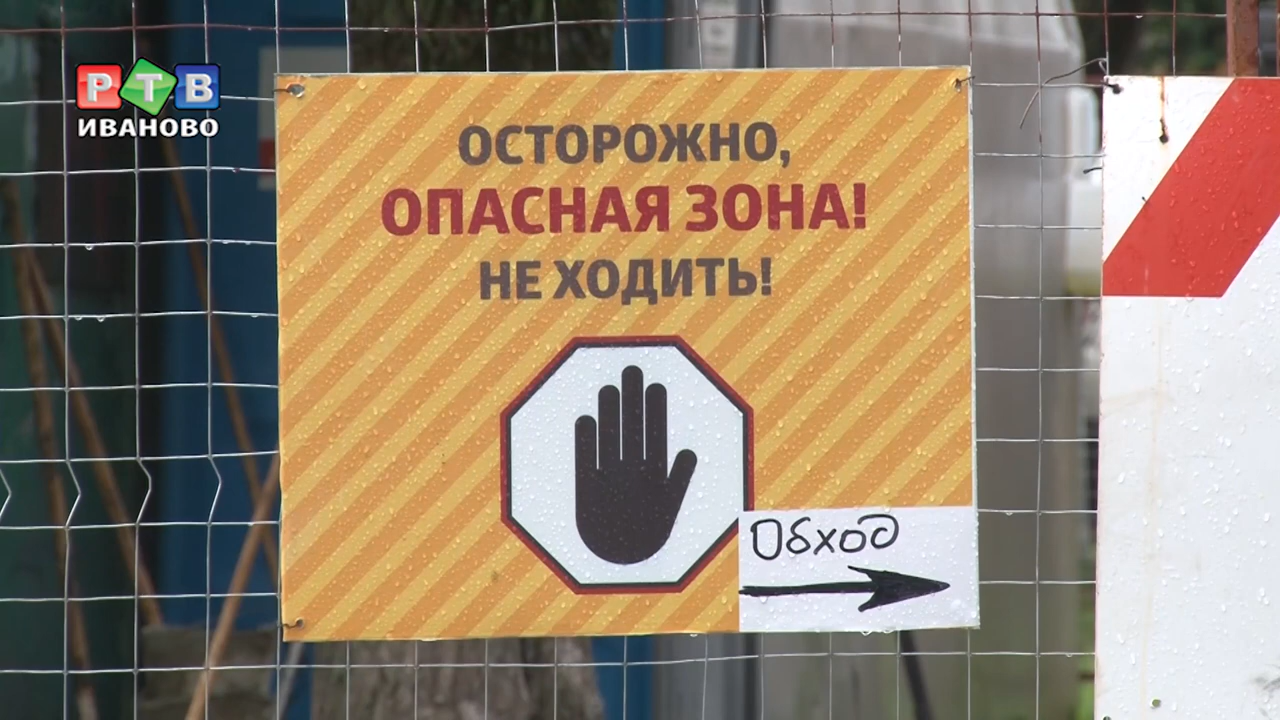 РТВ
ИВАНОВО
ОСТОРОЖНО,
ОПАСНАЯ ЗОНА!
НЕ ХОДИТЬ!
Обход